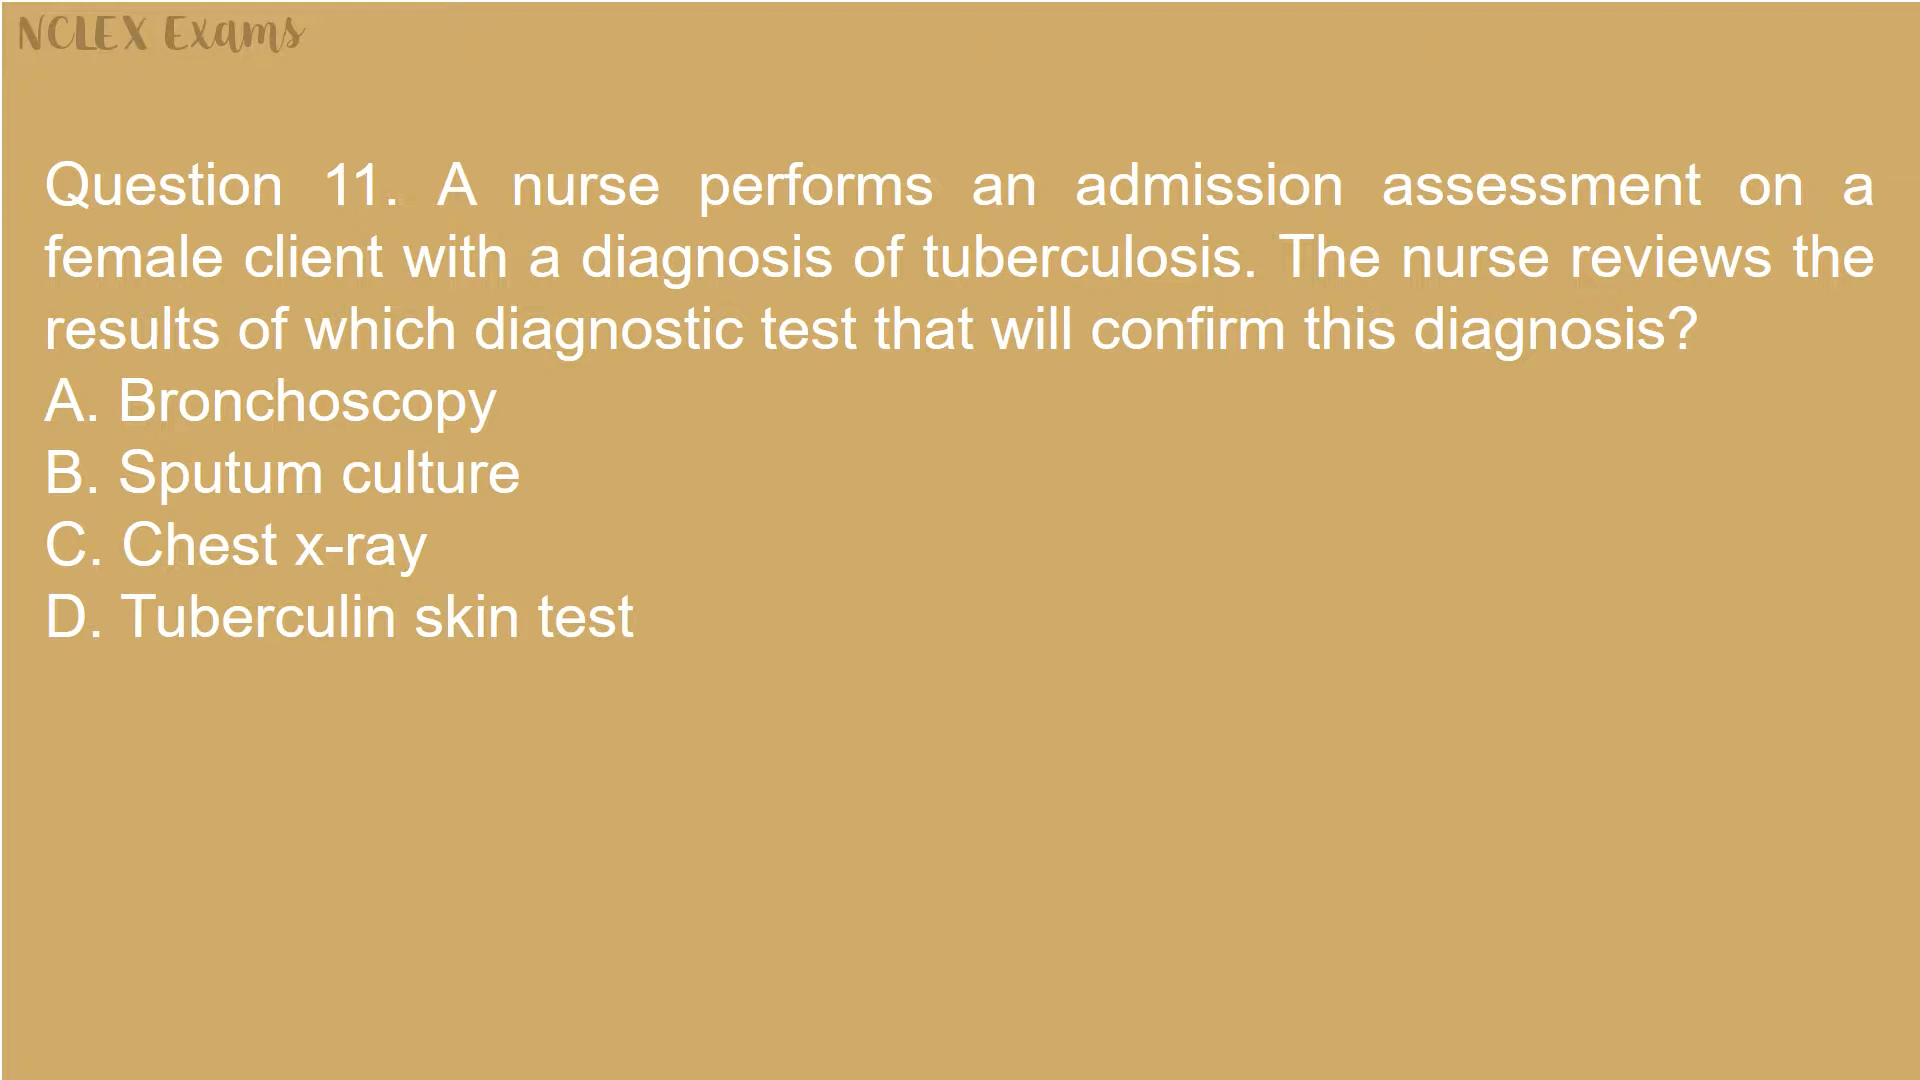 NCLEX Exams
Question 11. A nurse performs an admission assessment on a
female client with a diagnosis of tuberculosis. The nurse reviews the
results of which diagnostic test that will confirm this diagnosis?
A. Bronchoscopy
B. Sputum culture
C. Chest x-ray
D. Tuberculin skin test